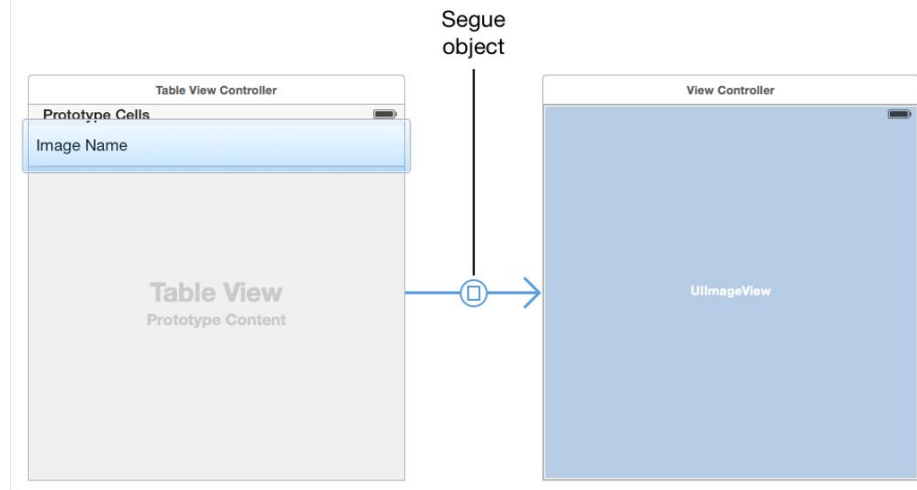 Segue
object
Table View Controller
View Controller
Prototype Cells
Image Name
Table View
Prototype Content
UIImageView